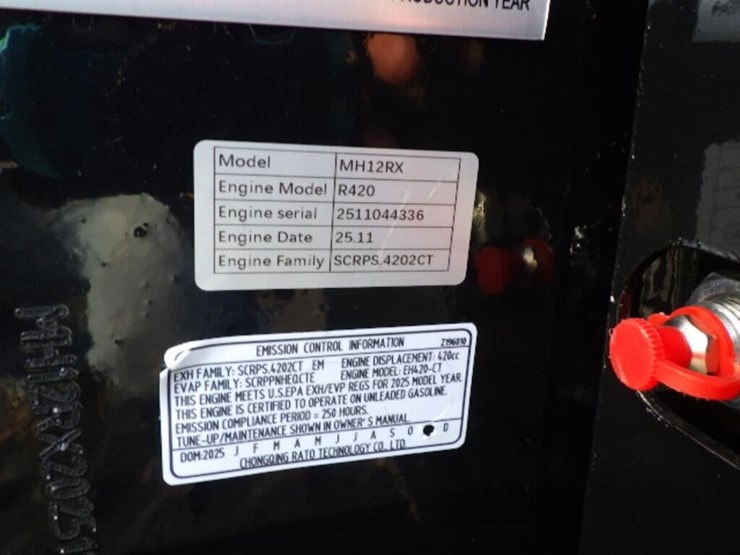 PRODUCTION YEAR
Model MH12RX
Engine Model R420
Engine serial 2511044336
Engine Date 25.11
Engine Family SCRPS.4202CT
EMISSION CONTROL INFORMATION Z196010
EXH FAMILY: SCRPS.4202CT EM ENGINE DISPLACEMENT: 420cc
EVAP FAMILY: SCRPPNHEQCTE ENGINE MODEL: EH420-CT
THIS ENGINE MEETS U.S.EPA EXH/EVP REGS FOR 2025 MODEL YEAR.
THIS ENGINE IS CERTIFIED TO OPERATE ON UNLEADED GASOLINE.
EMISSION COMPLIANCE PERIOD = 250 HOURS.
TUNE-UP/MAINTENANCE SHOWN IN OWNER'S MANUAL
DOM:2025 J F M A M J J A S O D
CHONGQING RATO TECHNOLOGY CO. LTD.